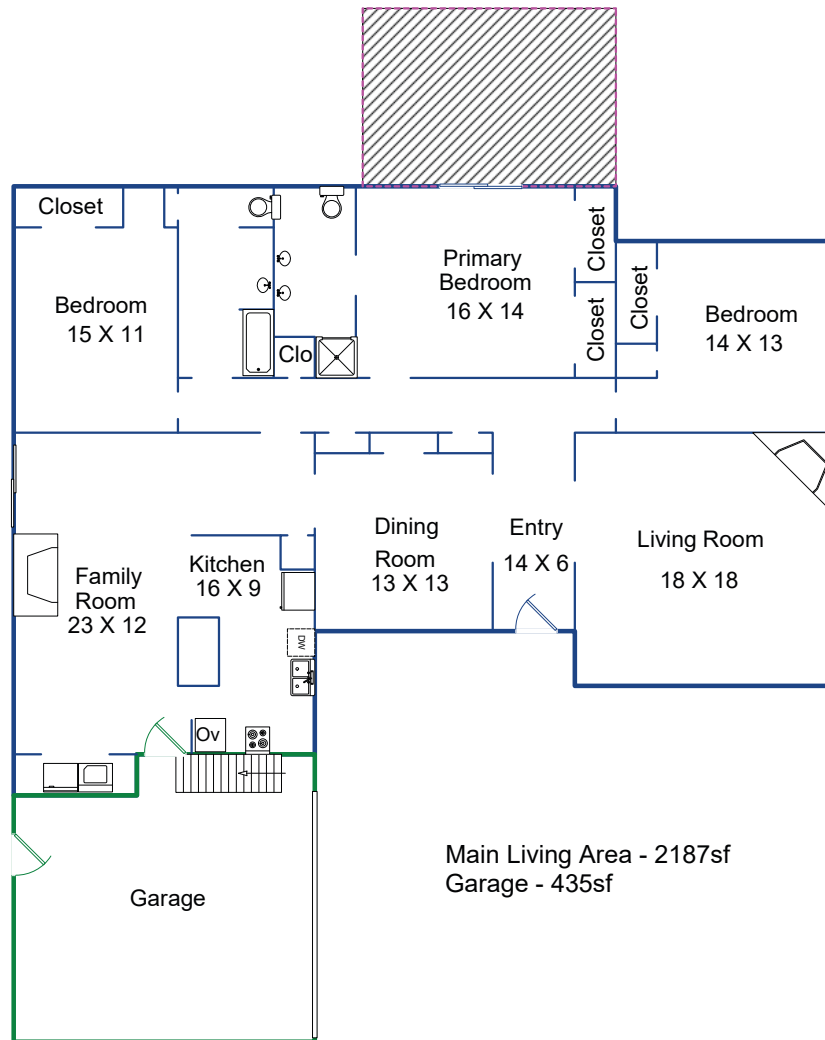 Closet
Bedroom
15 X 11
Clo
Primary
Bedroom
16 X 14
Closet
Closet
Closet
Bedroom
14 X 13
Family
Room
23 X 12
Kitchen
16 X 9
DW
Ov
Dining
Room
13 X 13
Entry
14 X 6
Living Room
18 X 18
Garage
Main Living Area - 2187sf
Garage - 435sf